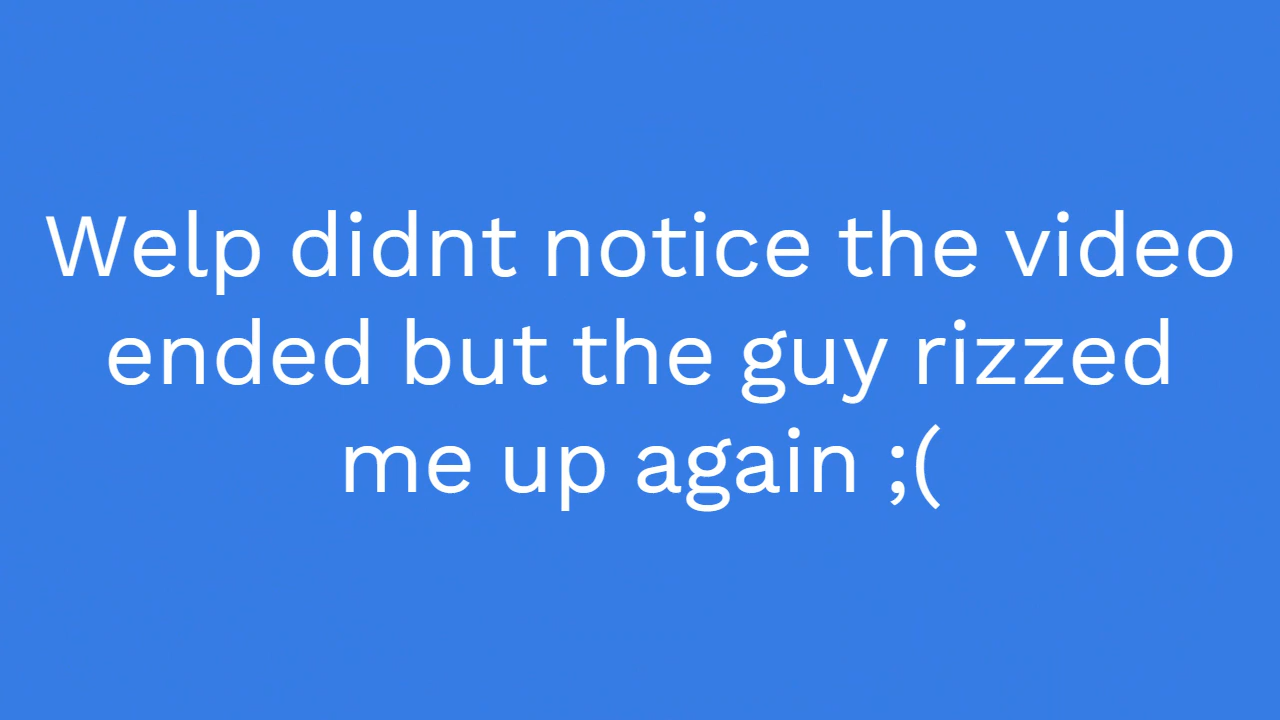 Welp didnt notice the video
ended but the guy rizzed
me up again ;(